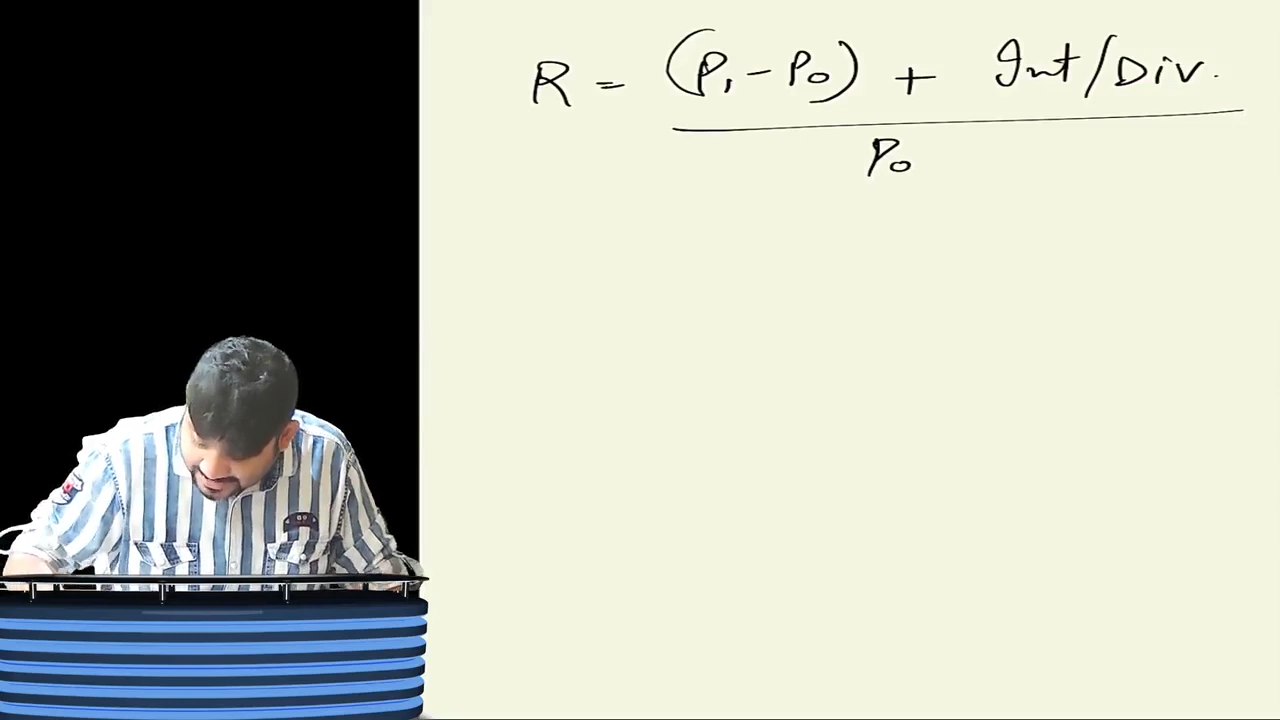 R = (P₁ - P₀) + Int/Div.
P₀